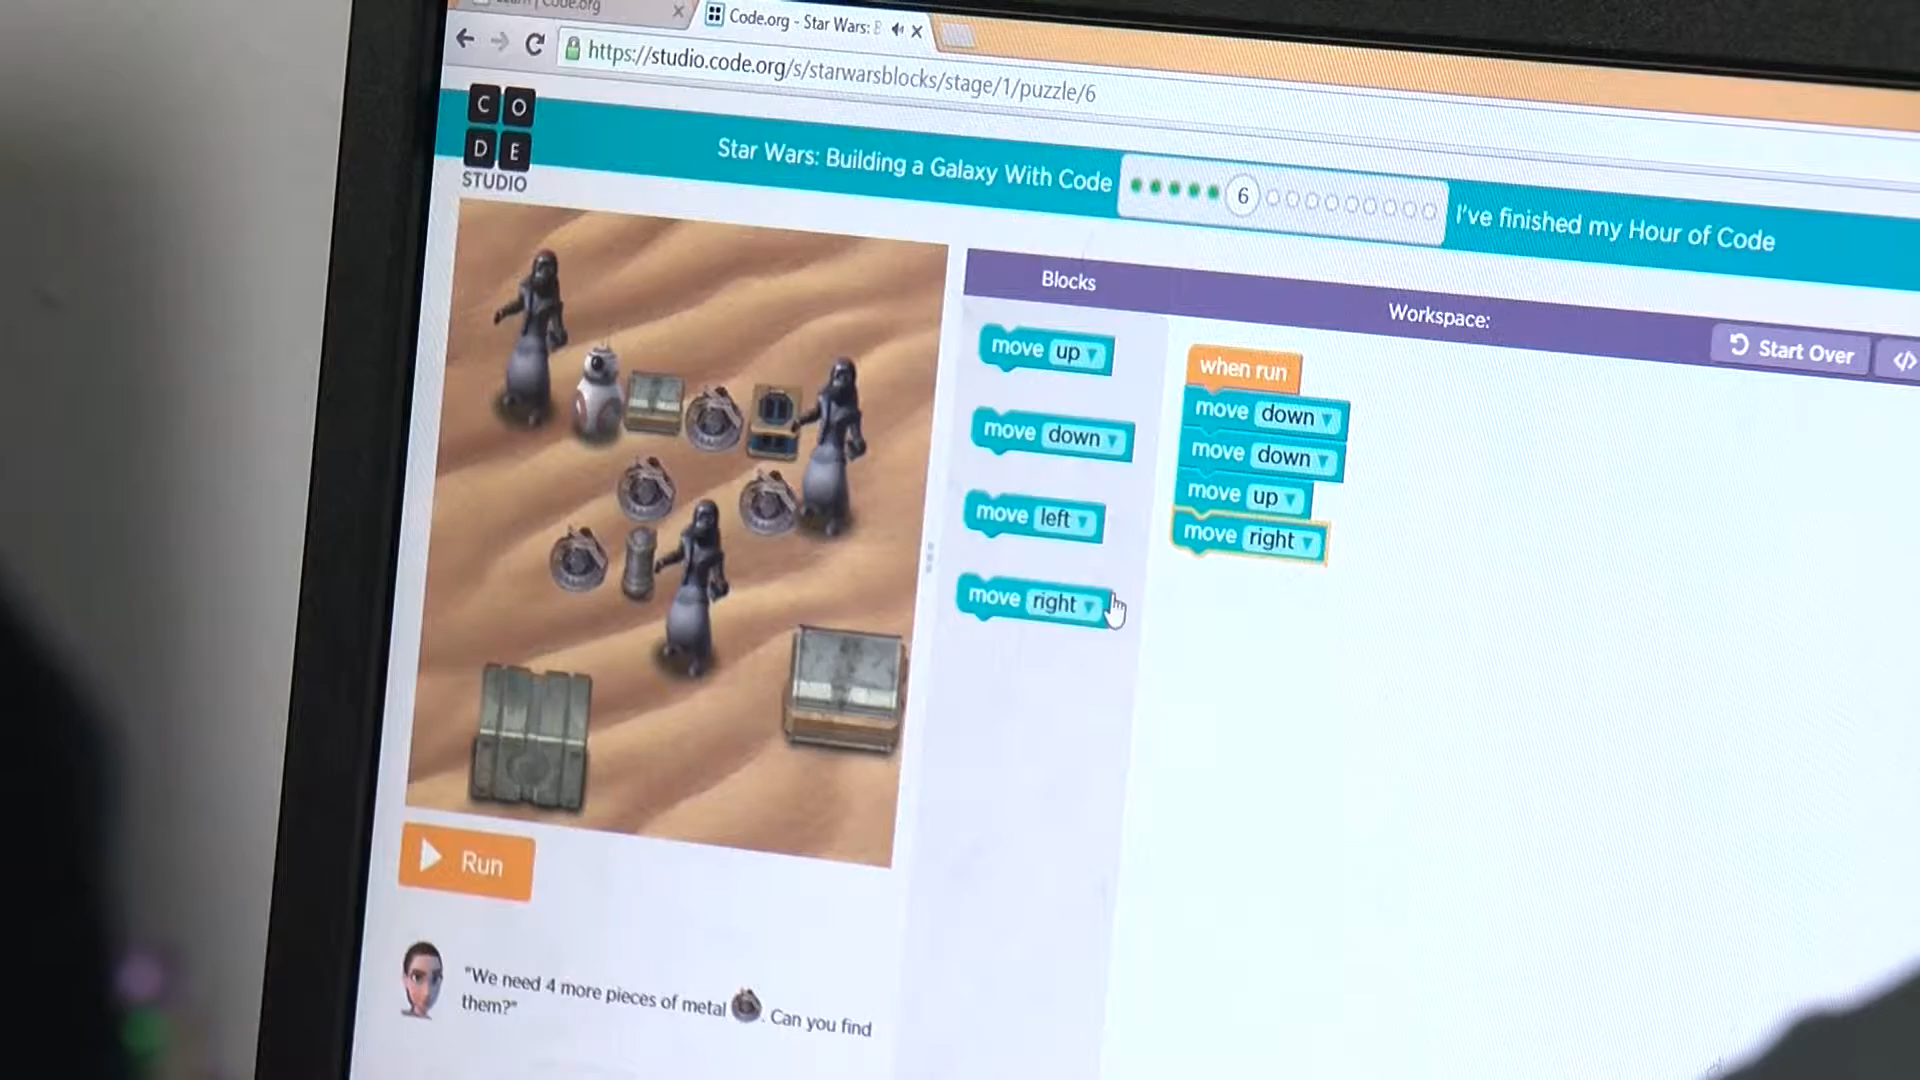 Code.org
Code.org - Star Wars:
https://studio.code.org/s/starwarsblocks/stage/1/puzzle/6
C O
D E
STUDIO
Star Wars: Building a Galaxy With Code
6
I've finished my Hour of Code
Blocks
Workspace:
Start Over
</>
move up
move down
move left
move right
when run
move down
move down
move up
move right
Run
"We need 4 more pieces of metal . Can you find
them?"